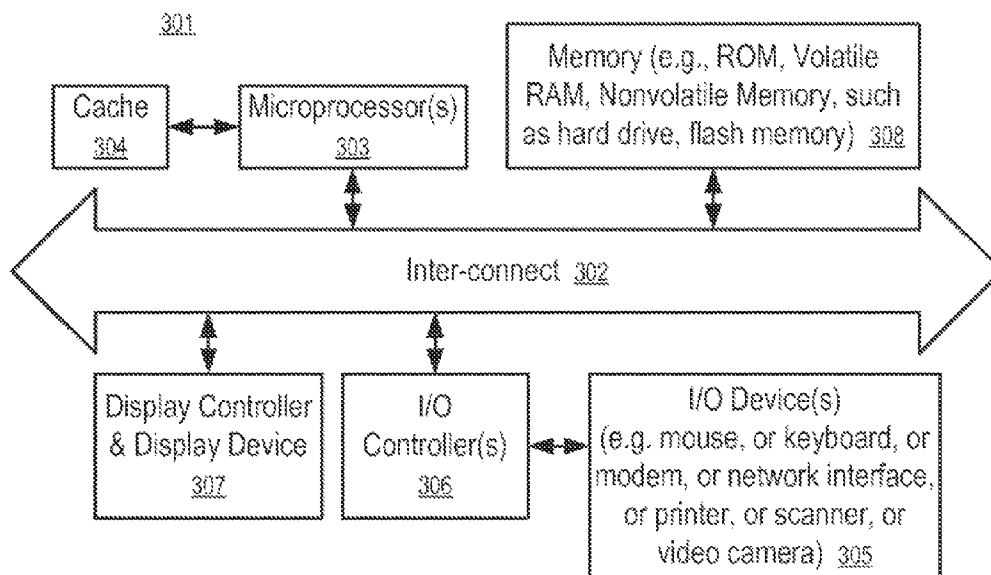 301
Cache
304
Microprocessor(s)
303
Memory (e.g., ROM, Volatile
RAM, Nonvolatile Memory, such
as hard drive, flash memory) 308
Inter-connect 302
Display Controller
& Display Device
307
I/O
Controller(s)
306
I/O Device(s)
(e.g. mouse, or keyboard, or
modem, or network interface,
or printer, or scanner, or
video camera) 305